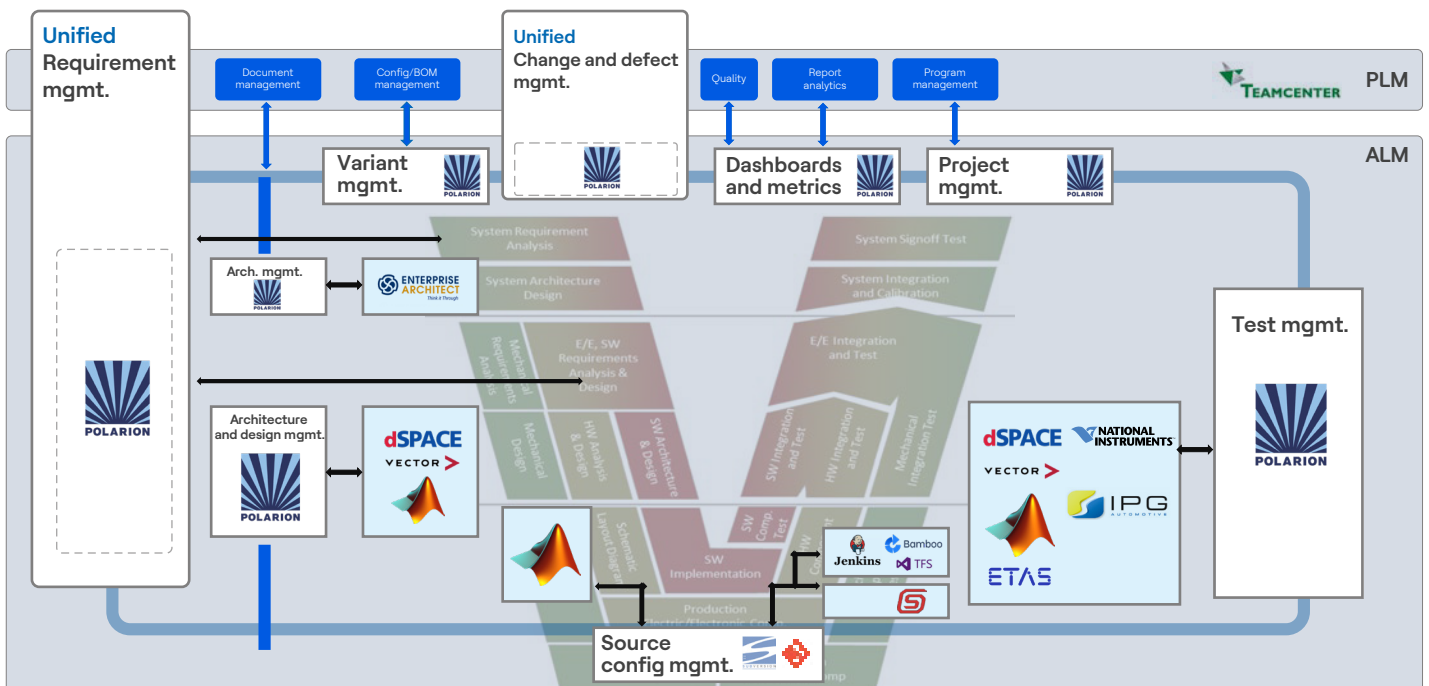 Unified
Requirement
mgmt.
Document
management
Config/BOM
management
Unified
Change and defect
mgmt.
Quality
Report
analytics
Program
management
TEAMCENTER
PLM
ALM
Variant
mgmt.
POLARION
POLARION
Dashboards
and metrics
POLARION
Project
mgmt.
POLARION
System Requirement
Analysis
System Signoff Test
Arch. mgmt.
POLARION
ENTERPRISE
ARCHITECT
Think it Through
System Architecture
Design
System Integration
and Calibration
Mechanical
Requirements
Analysis
E/E, SW
Requirements
Analysis &
Design
E/E Integration
and Test
Test mgmt.
POLARION
POLARION
Architecture
and design mgmt.
POLARION
dSPACE
VECTOR
Mechanical
Design
HW Analysis
& Design
SW Architecture
& Design
SW Integration
and Test
HW Integration
and Test
Mechanical
Integration Test
dSPACE
NATIONAL
INSTRUMENTS
VECTOR
IPG
AUTOMOTIVE
ETAS
Schematic
Layout Diagram
SW
Implementation
SW
Comp.
Test
Jenkins
Bamboo
TFS
Production
Source
config mgmt.
SUBVERSION